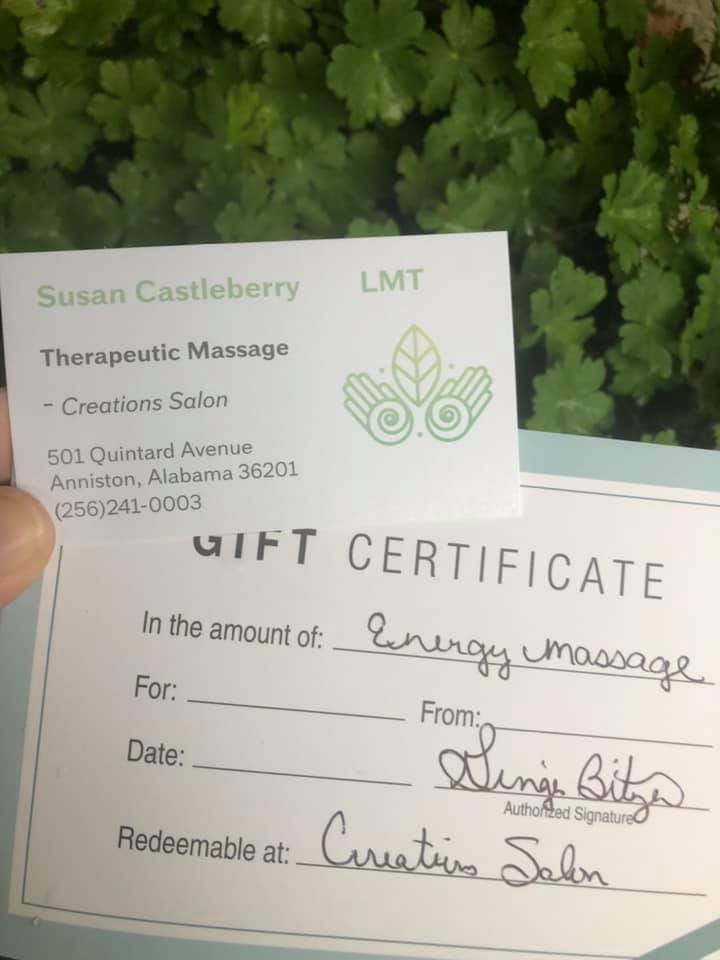 Susan Castleberry LMT
Therapeutic Massage
- Creations Salon
501 Quintard Avenue
Anniston, Alabama 36201
(256)241-0003
GIFT CERTIFICATE
In the amount of: Energy massage
For:
From:
Date:
Authorized Signature
Redeemable at: Creations Salon